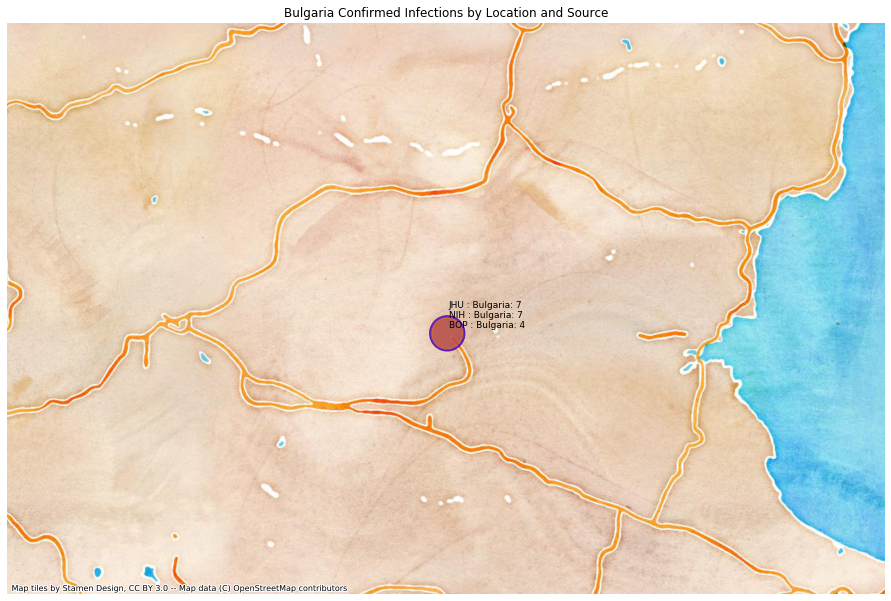 Bulgaria Confirmed Infections by Location and Source
JHU : Bulgaria: 7
NIH : Bulgaria: 7
BOP : Bulgaria: 4
Map tiles by Stamen Design, CC BY 3.0 -- Map data (C) OpenStreetMap contributors